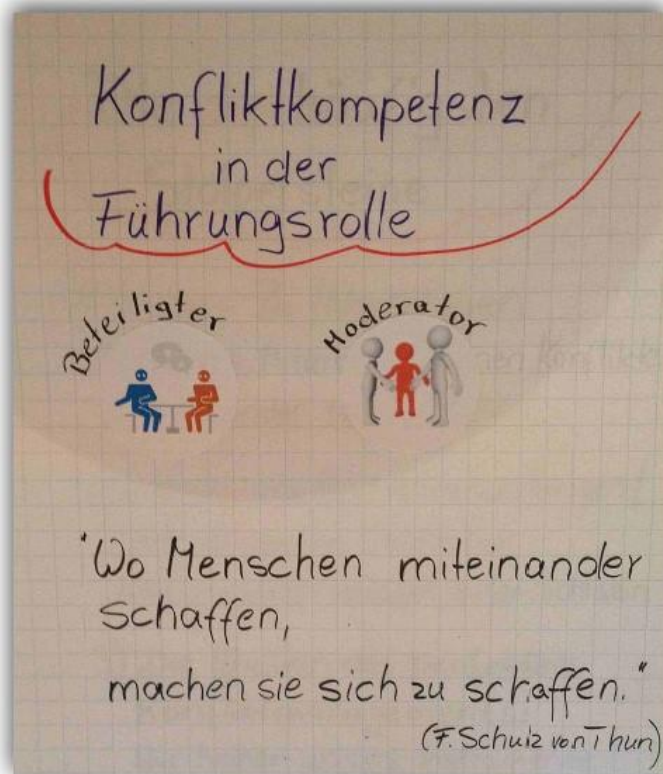 Konfliktkompetenz
in der
Führungsrolle
Beteiligter
Moderator
"Wo Menschen miteinander
schaffen,
machen sie sich zu schaffen."
(F. Schulz von Thun)